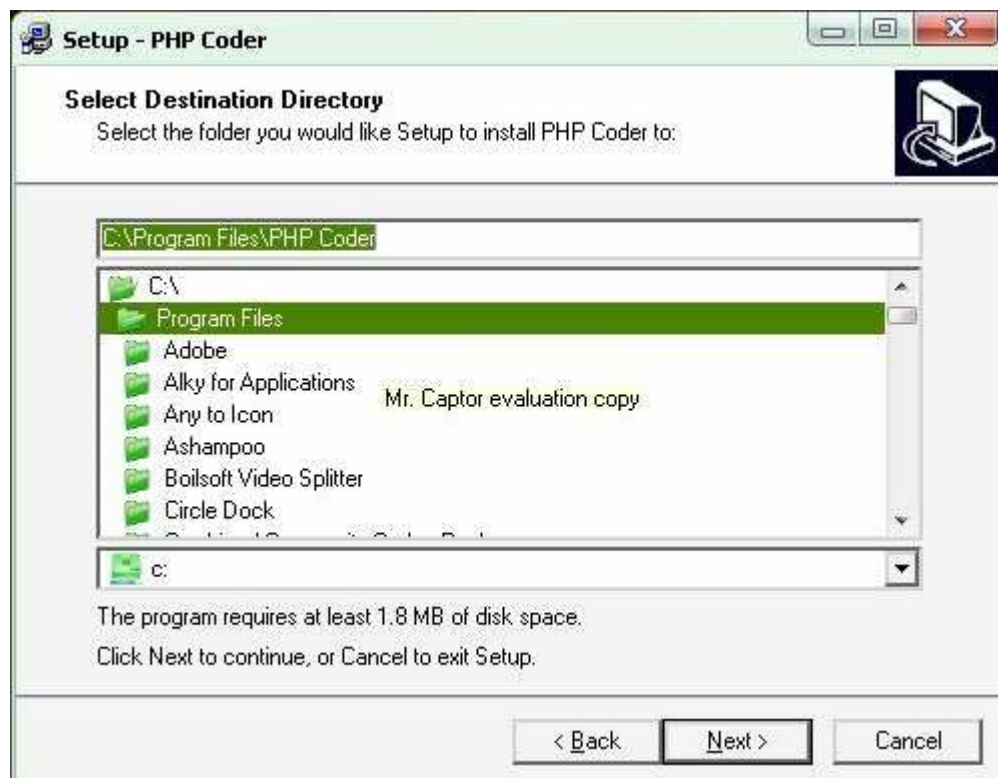 Setup - PHP Coder
Select Destination Directory
Select the folder you would like Setup to install PHP Coder to:
C:\Program Files\PHP Coder
C:\
Program Files
Adobe
Alky for Applications
Mr. Captor evaluation copy
Any to Icon
Ashampoo
Boilsoft Video Splitter
Circle Dock
c:
The program requires at least 1.8 MB of disk space.
Click Next to continue, or Cancel to exit Setup.
< Back
Next >
Cancel